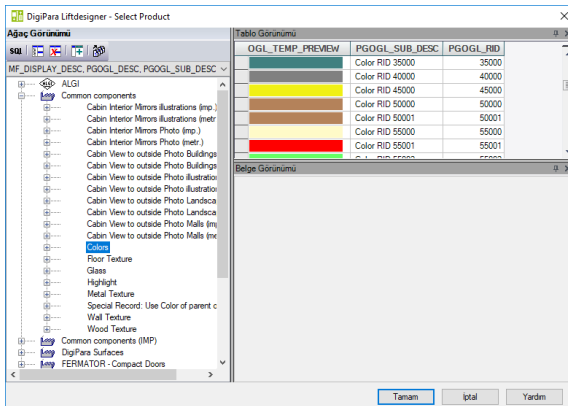 DigiPara Liftdesigner - Select Product
Ağaç Görünümü
SQL
MF_DISPLAY_DESC, PGOGL_DESC, PGOGL_SUB_DESC
ALGI
Common components
Cabin Interior Mirrors illustrations (imp.)
Cabin Interior Mirrors illustrations (metr
Cabin Interior Mirrors Photo (imp.)
Cabin Interior Mirrors Photo (metr.)
Cabin View to outside Photo Buildings
Cabin View to outside Photo Buildings
Cabin View to outside Photo illustration
Cabin View to outside Photo illustration
Cabin View to outside Photo Landsca
Cabin View to outside Photo Landsca
Cabin View to outside Photo Malls (im
Cabin View to outside Photo Malls (me
Colors
Floor Texture
Glass
Highlight
Metal Texture
Special Record: Use Color of parent c
Wall Texture
Wood Texture
Common components (IMP)
DigiPara Surfaces
FERMATOR - Compact Doors
Tablo Görünümü
OGL_TEMP_PREVIEW PGOGL_SUB_DESC PGOGL_RID
Color RID 35000 35000
Color RID 40000 40000
Color RID 45000 45000
Color RID 50000 50000
Color RID 50001 50001
Color RID 55000 55000
Color RID 55001 55001
Color RID 55002 55002
Belge Görünümü
Tamam İptal Yardım